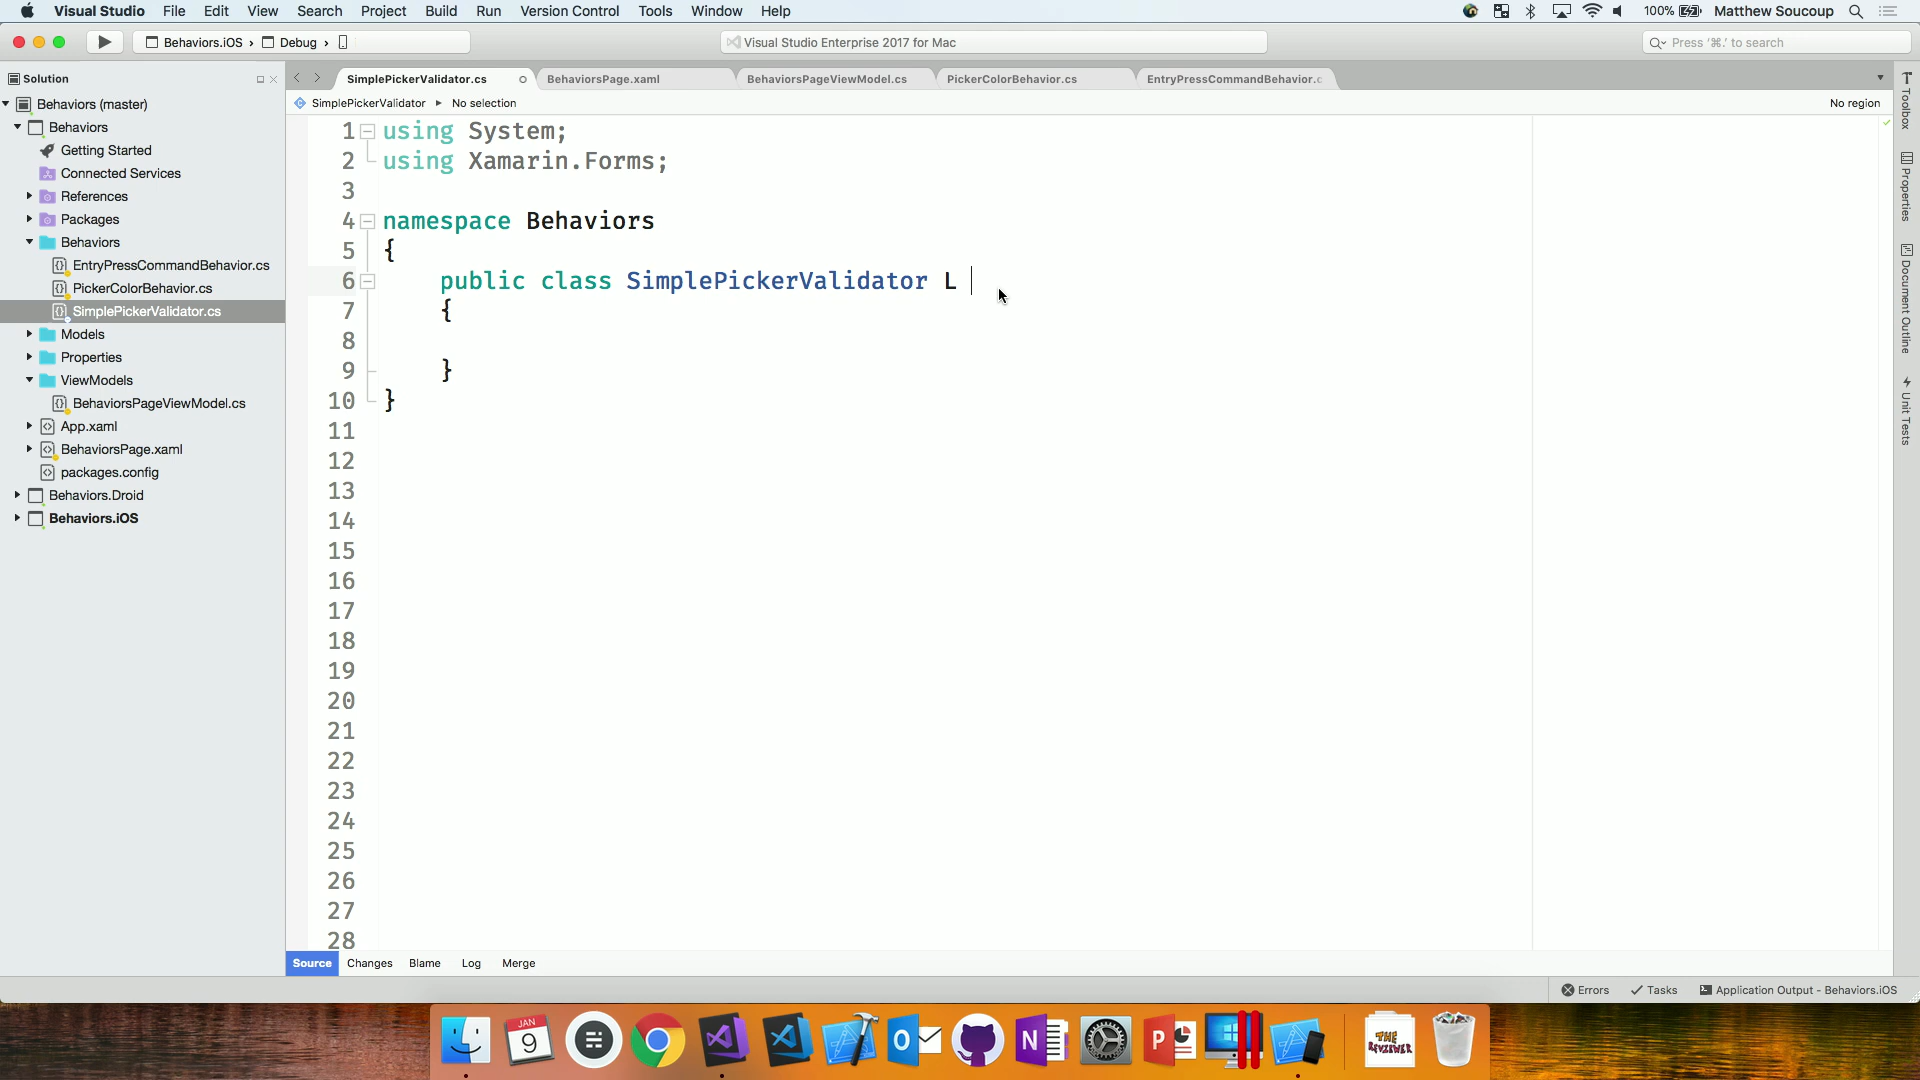 Visual Studio File Edit View Search Project Build Run Version Control Tools Window Help 100% Matthew Soucoup
Behaviors.iOS › Debug › Visual Studio Enterprise 2017 for Mac Press '⌘.' to search
Solution
SimplePickerValidator.cs BehaviorsPage.xaml BehaviorsPageViewModel.cs PickerColorBehavior.cs EntryPressCommandBehavior.c
SimplePickerValidator ▸ No selection No region
Behaviors (master)
Behaviors
Getting Started
Connected Services
References
Packages
Behaviors
EntryPressCommandBehavior.cs
PickerColorBehavior.cs
SimplePickerValidator.cs
Models
Properties
ViewModels
BehaviorsPageViewModel.cs
App.xaml
BehaviorsPage.xaml
packages.config
Behaviors.Droid
Behaviors.iOS
1 using System;
2 using Xamarin.Forms;
3
4 namespace Behaviors
5 {
6 public class SimplePickerValidator L
7 {
8
9 }
10 }
11
12
13
14
15
16
17
18
19
20
21
22
23
24
25
26
27
28
Toolbox
Properties
Document Outline
Unit Tests
Source Changes Blame Log Merge
Errors Tasks Application Output - Behaviors.iOS
JAN
9
N
P
THE
REVIEWER